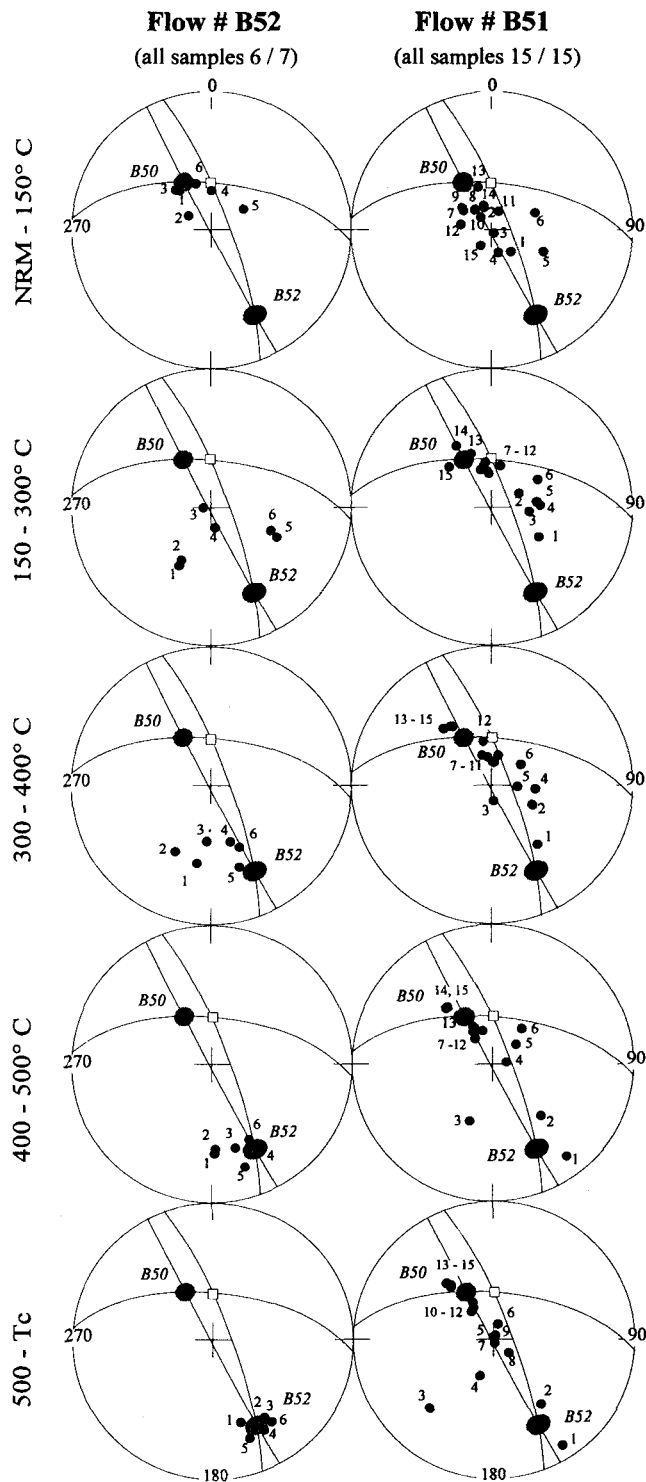 Flow # B52 Flow # B51
(all samples 6 / 7) (all samples 15 / 15)
0 0
NRM - 150° C
B50 6 3 1 4 5 2 270 B52
B50 13 9 8 14 7 2 11 6 12 10 3 1 15 4 5 90 B52
150 - 300° C
B50 270 3 4 6 5 2 1 B52
14 B50 13 7 - 12 15 6 2 5 4 3 1 90 B52
300 - 400° C
B50 270 3 4 6 2 1 5 B52
13 - 15 B50 12 7 - 11 6 5 4 3 2 1 90 B52
400 - 500° C
B50 270 6 2 3 B52 1 4 5
14, 15 B50 13 7 -12 6 5 4 90 3 2 B52 1
500 - Tc
B50 270 2 3 B52 1 6 4 5 180
13 - 15 B50 10 - 12 6 5 9 7 8 90 4 3 2 B52 1